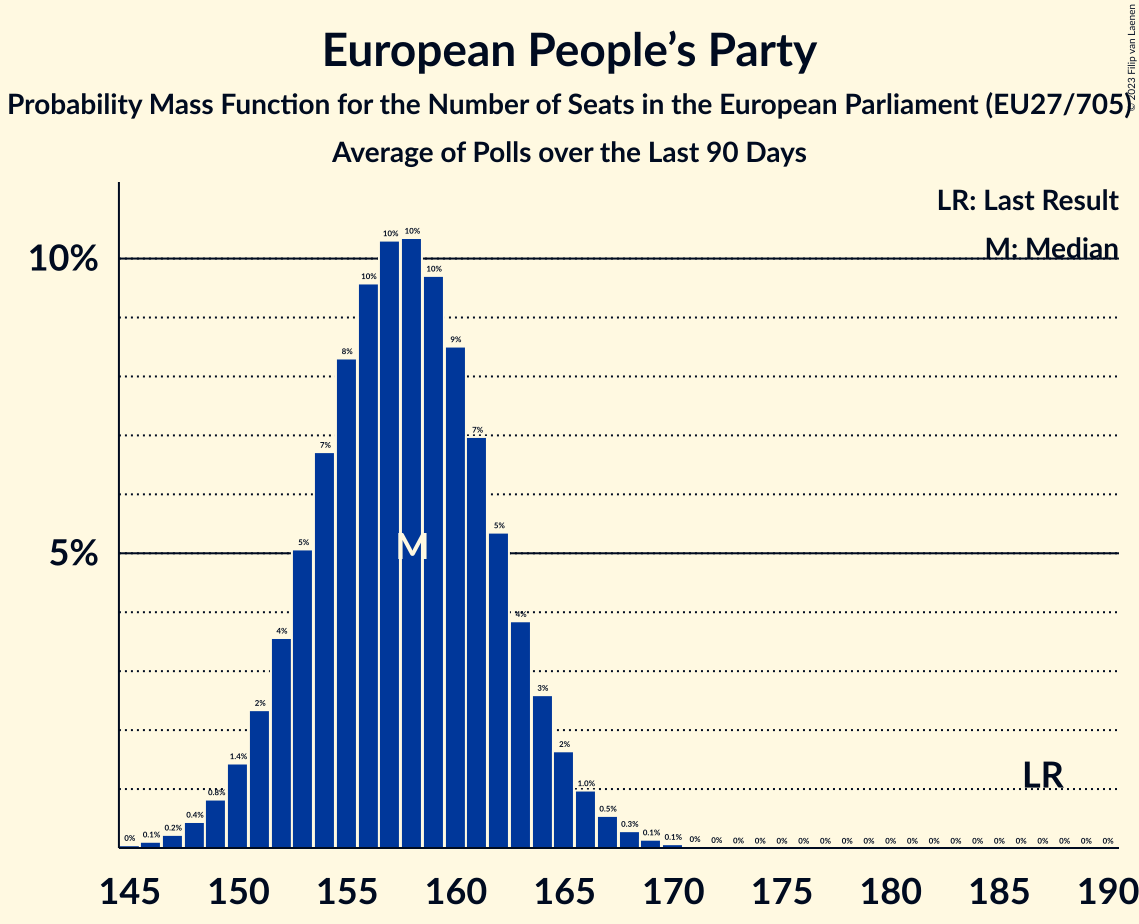 European People’s Party
Probability Mass Function for the Number of Seats in the European Parliament (EU27/705)
Average of Polls over the Last 90 Days
© 2023 Filip van Laenen
LR: Last Result
M: Median
10%
5%
0% 0.1% 0.2% 0.4% 0.8% 1.4% 2% 4% 5% 7% 8% 10% 10% 10% 10% 9% 7% 5% 4% 3% 2% 1.0% 0.5% 0.3% 0.1% 0.1% 0% 0% 0% 0% 0% 0% 0% 0% 0% 0% 0% 0% 0% 0% 0% 0% 0% 0% 0% 0%
M
LR
145 150 155 160 165 170 175 180 185 190